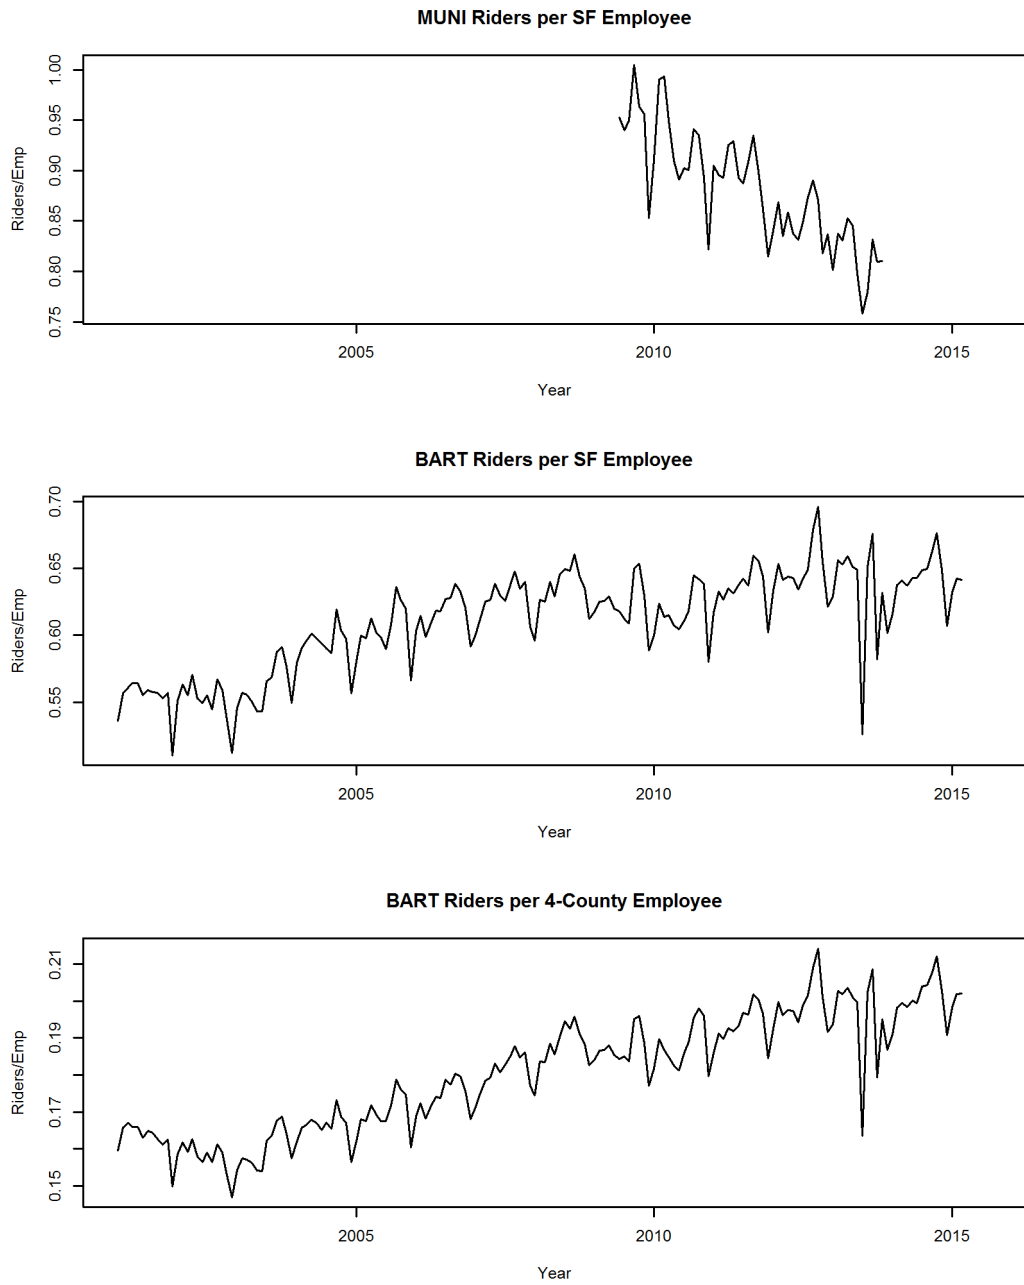 MUNI Riders per SF Employee
Riders/Emp
1.00
0.95
0.90
0.85
0.80
0.75
2005 2010 2015
Year
BART Riders per SF Employee
Riders/Emp
0.70
0.65
0.60
0.55
2005 2010 2015
Year
BART Riders per 4-County Employee
Riders/Emp
0.21
0.19
0.17
0.15
2005 2010 2015
Year